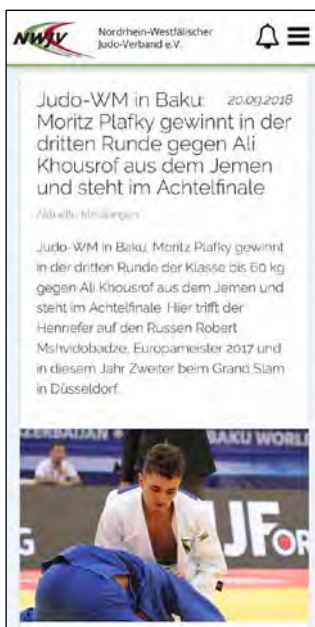 NWJV
Nordrhein-Westfälischer
Judo-Verband e.V.
Judo-WM in Baku: 20.09.2018
Moritz Plafky gewinnt in der
dritten Runde gegen Ali
Khousrof aus dem Jemen
und steht im Achtelfinale
Aktuelle Meldungen
Judo-WM in Baku: Moritz Plafky gewinnt
in der dritten Runde der Klasse bis 60 kg
gegen Ali Khousrof aus dem Jemen und
steht im Achtelfinale. Hier trifft der
Hennefer auf den Russen Robert
Mshvidobadze, Europameister 2017 und
in diesem Jahr Zweiter beim Grand Slam
in Düsseldorf.
ZERBAIJAN
BAKU WORL
G
IJF.OR